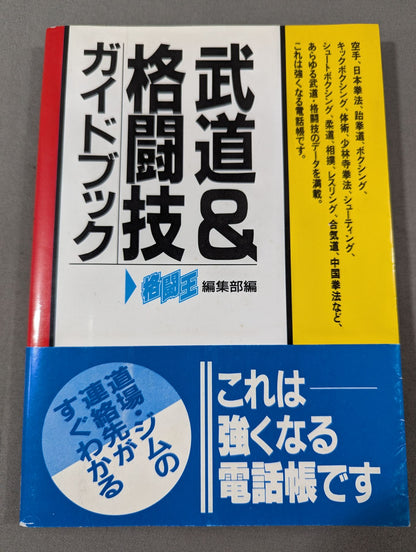 武道&
格闘技
ガイドブック
格闘王 編集部編
空手、日本拳法、跆拳道、ボクシング、
キックボクシング、体術、少林寺拳法、シューティング、
シュートボクシング、柔道、相撲、レスリング、合気道、中国拳法など、
あらゆる武道・格闘技のデータを満載。
これは強くなる電話帳です。
道場・ジムの
連絡先が
すぐわかる
これは
強くなる
電話帳です